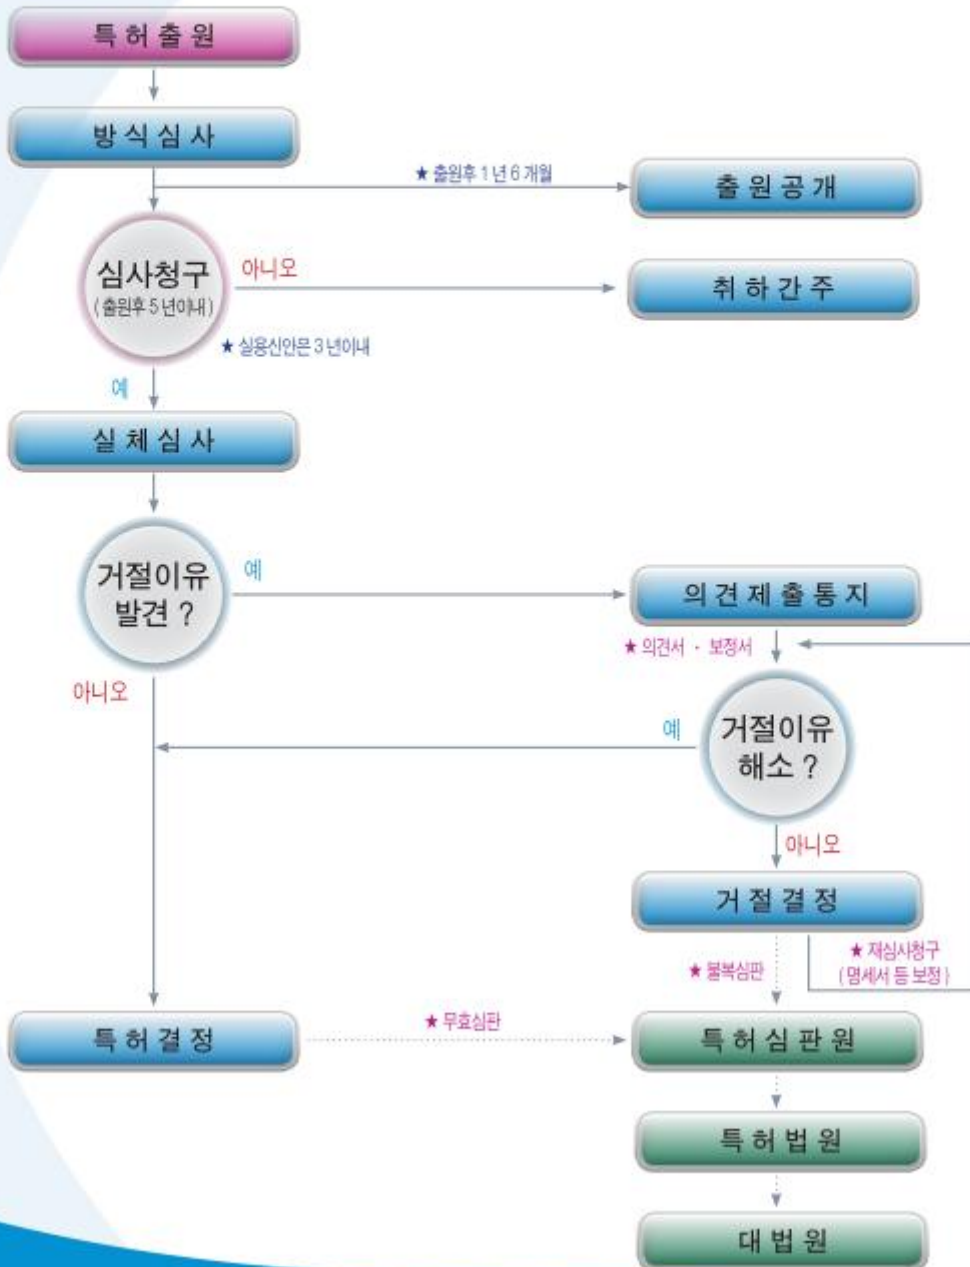 특허출원
방식심사
★ 출원후 1년 6개월
출원공개
심사청구
(출원후 5년이내)
아니오
취하간주
★ 실용신안은 3년이내
예
실체심사
거절이유
발견 ?
예
의견제출통지
★ 의견서 · 보정서
아니오
예
거절이유
해소 ?
아니오
거절결정
★ 불복심판
★ 재심사청구
(명세서 등 보정)
특허결정
★ 무효심판
특허심판원
특허법원
대법원